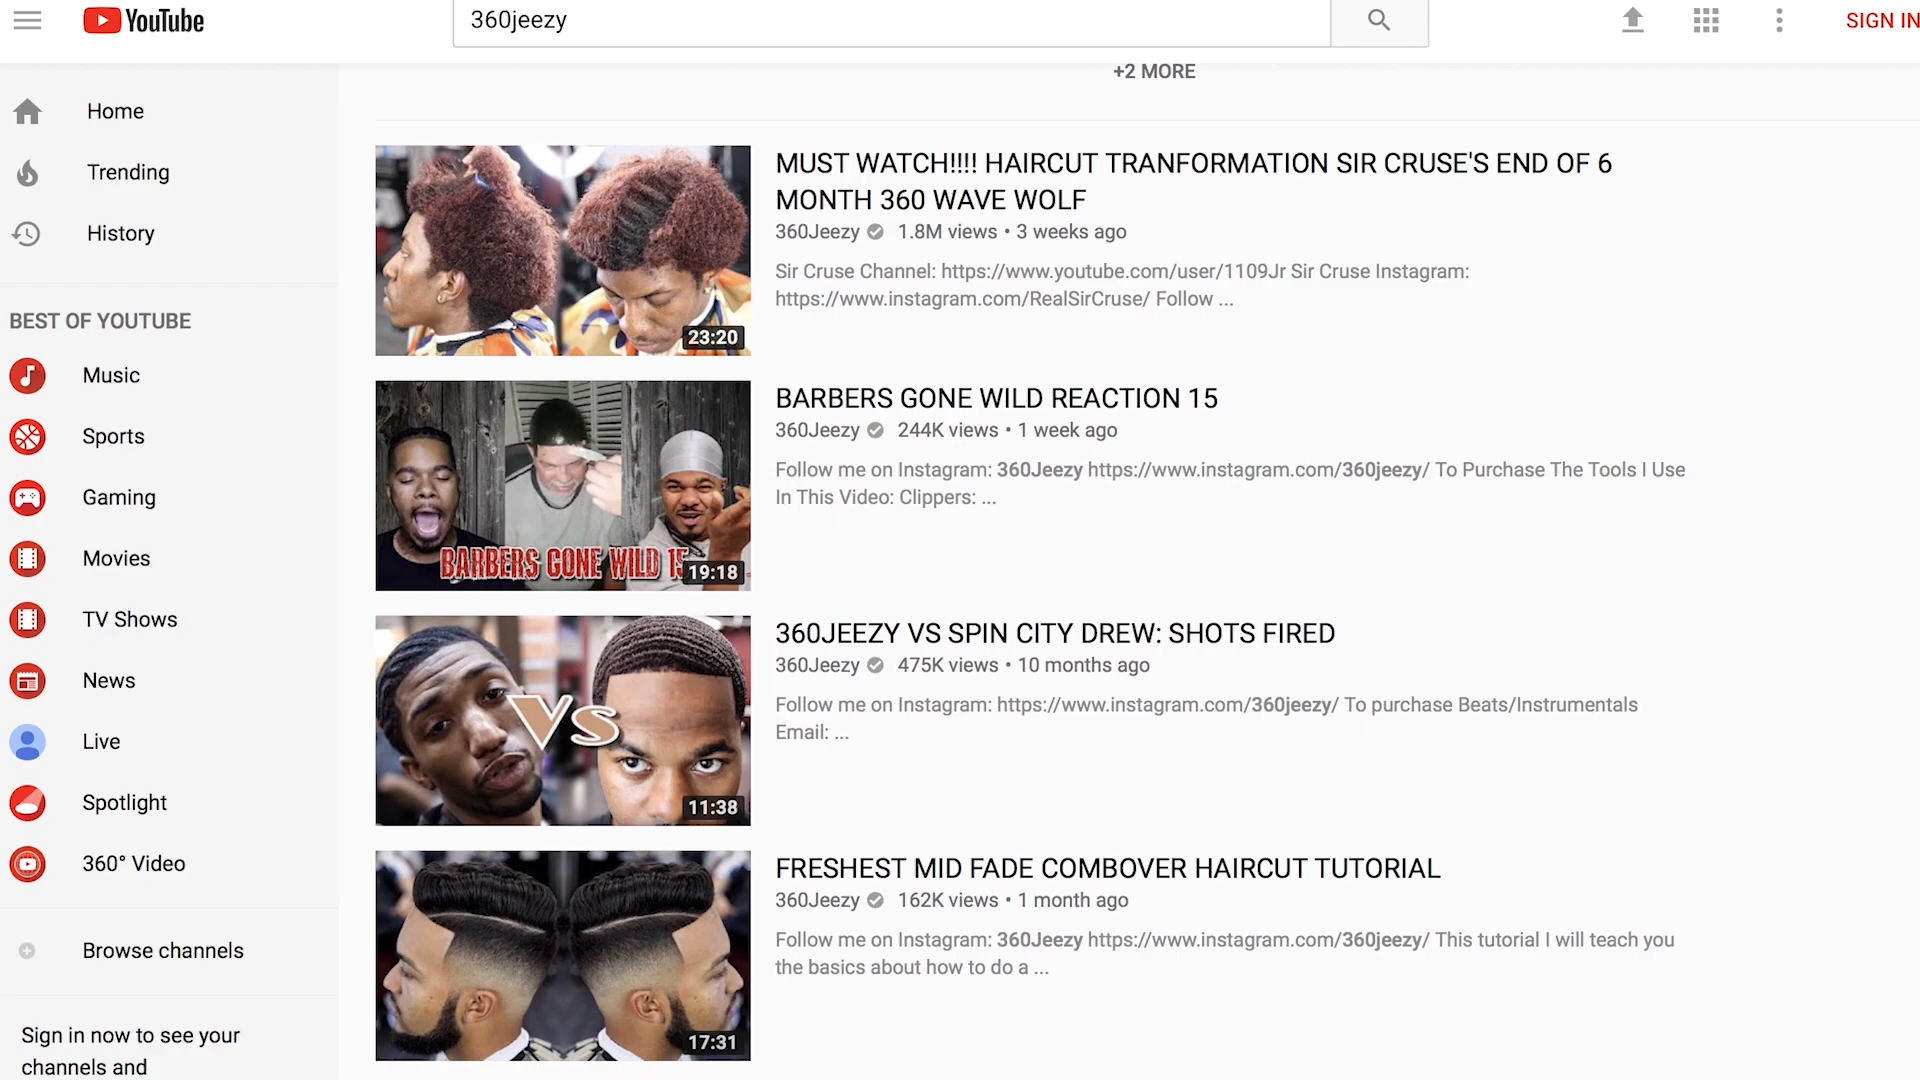 YouTube
360jeezy
SIGN IN
+2 MORE
Home
Trending
History
BEST OF YOUTUBE
Music
Sports
Gaming
Movies
TV Shows
News
Live
Spotlight
360° Video
Browse channels
Sign in now to see your
channels and
23:20
MUST WATCH!!!! HAIRCUT TRANFORMATION SIR CRUSE'S END OF 6
MONTH 360 WAVE WOLF
360Jeezy 1.8M views • 3 weeks ago
Sir Cruse Channel: https://www.youtube.com/user/1109Jr Sir Cruse Instagram:
https://www.instagram.com/RealSirCruse/ Follow ...
BARBERS GONE WILD 15
19:18
BARBERS GONE WILD REACTION 15
360Jeezy 244K views • 1 week ago
Follow me on Instagram: 360Jeezy https://www.instagram.com/360jeezy/ To Purchase The Tools I Use
In This Video: Clippers: ...
Vs
11:38
360JEEZY VS SPIN CITY DREW: SHOTS FIRED
360Jeezy 475K views • 10 months ago
Follow me on Instagram: https://www.instagram.com/360jeezy/ To purchase Beats/Instrumentals
Email: ...
17:31
FRESHEST MID FADE COMBOVER HAIRCUT TUTORIAL
360Jeezy 162K views • 1 month ago
Follow me on Instagram: 360Jeezy https://www.instagram.com/360jeezy/ This tutorial I will teach you
the basics about how to do a ...